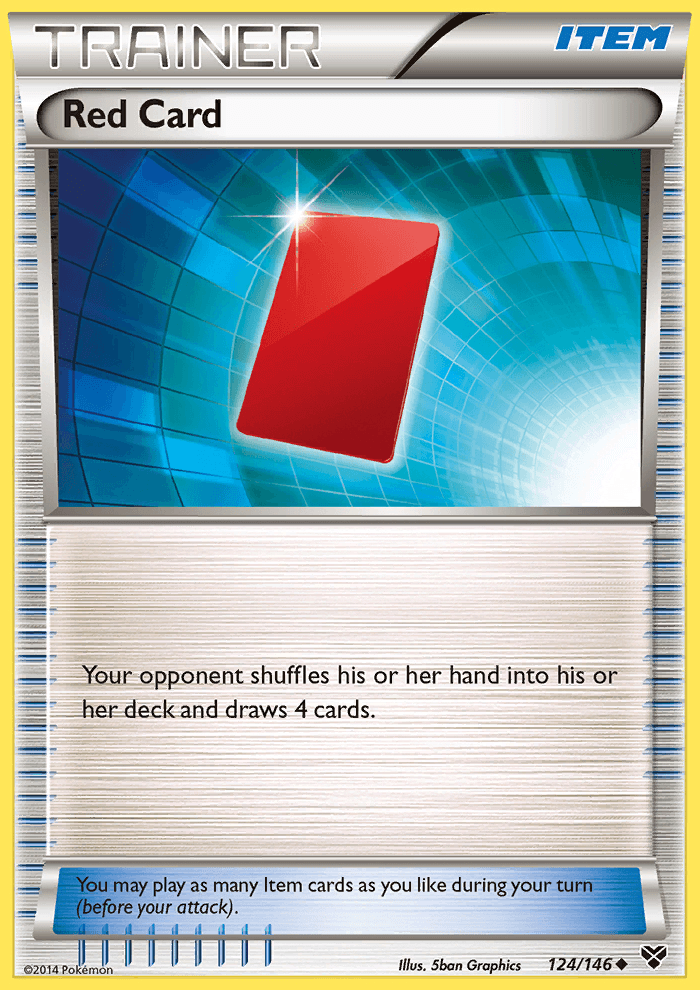 TRAINER
ITEM
Red Card
Your opponent shuffles his or her hand into his or
her deck and draws 4 cards.
You may play as many Item cards as you like during your turn
(before your attack).
©2014 Pokémon
Illus. 5ban Graphics
124/146